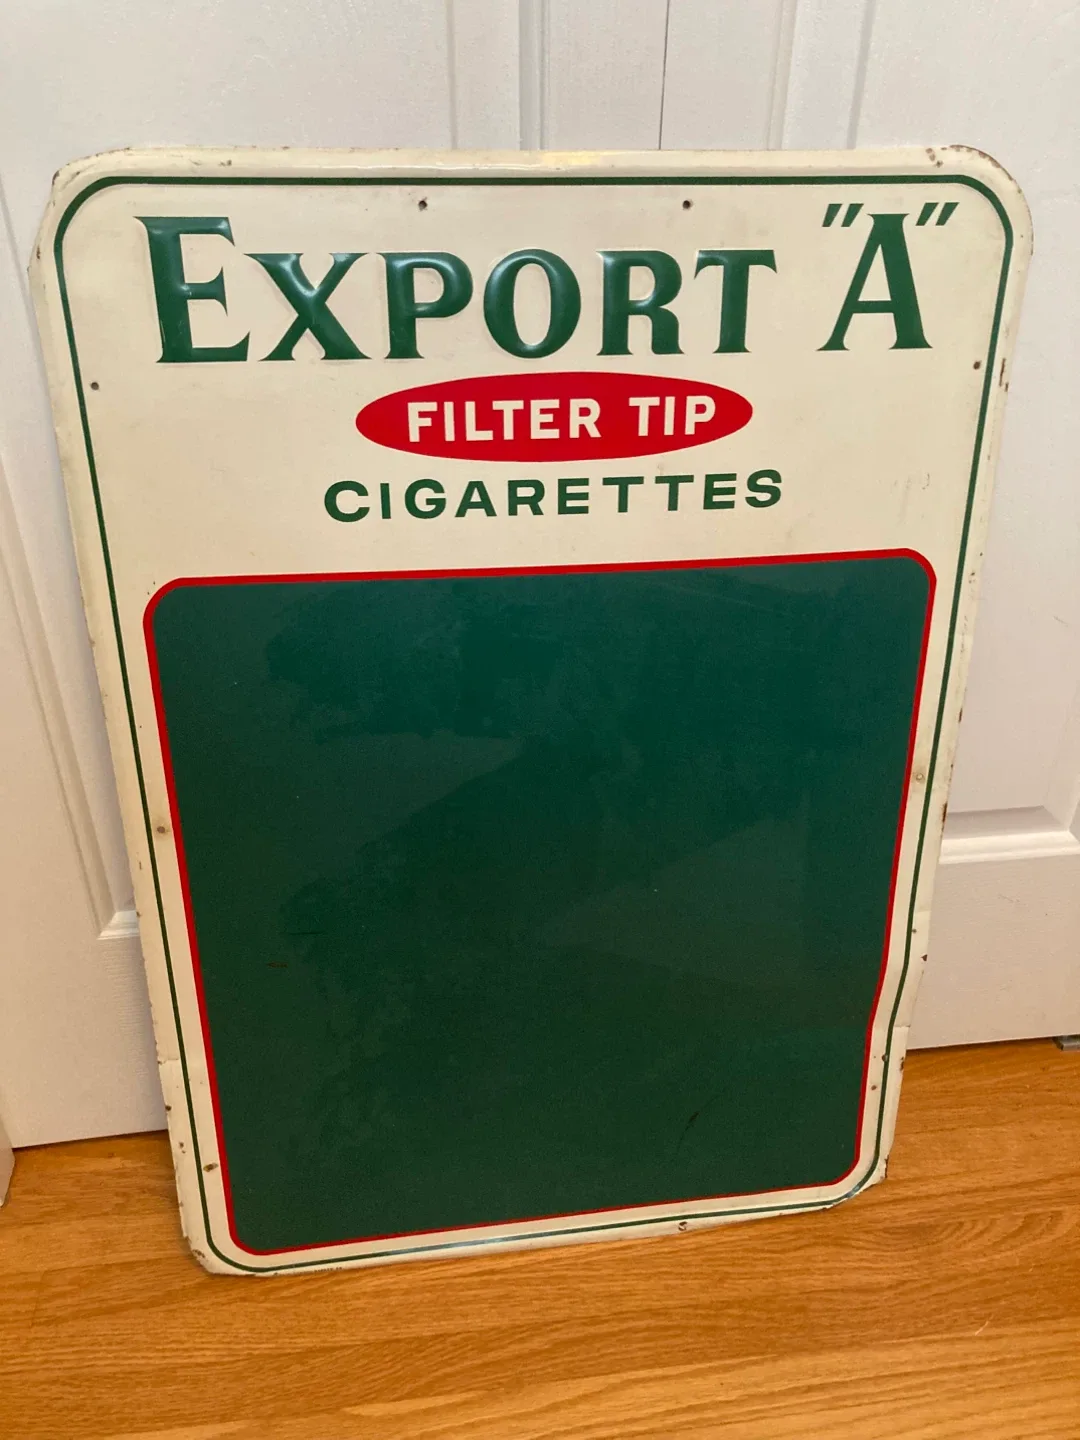 EXPORT "A"
FILTER TIP
CIGARETTES